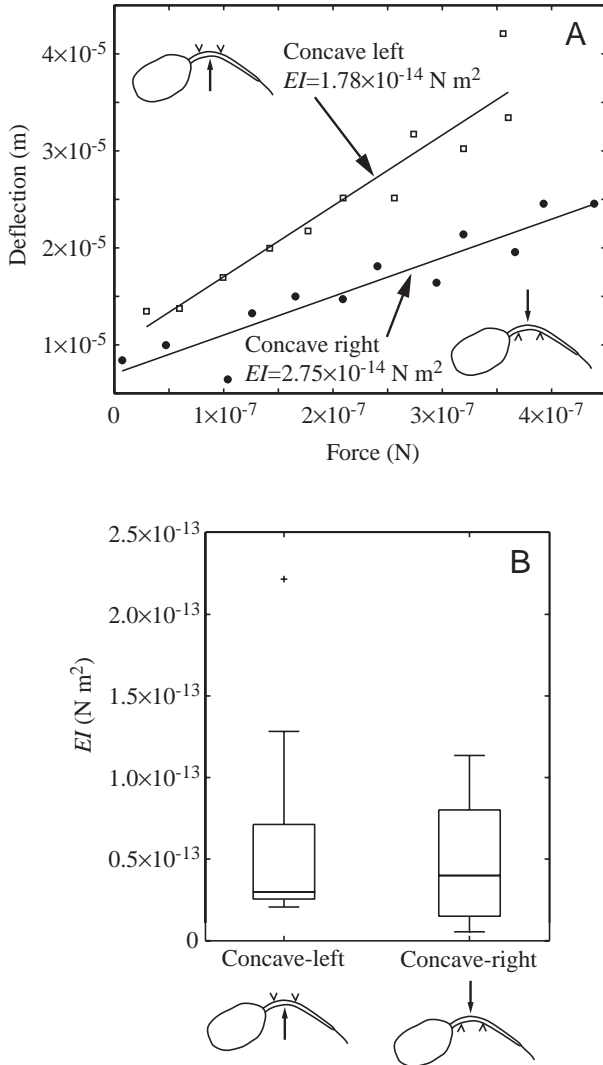 A
Concave left
EI=1.78×10⁻¹⁴ N m²
4×10⁻⁵
3×10⁻⁵
2×10⁻⁵
1×10⁻⁵
Deflection (m)
Concave right
EI=2.75×10⁻¹⁴ N m²
0 1×10⁻⁷ 2×10⁻⁷ 3×10⁻⁷ 4×10⁻⁷
Force (N)
B
2.5×10⁻¹³
2.0×10⁻¹³
1.5×10⁻¹³
1.0×10⁻¹³
0.5×10⁻¹³
0
EI (N m²)
Concave-left Concave-right